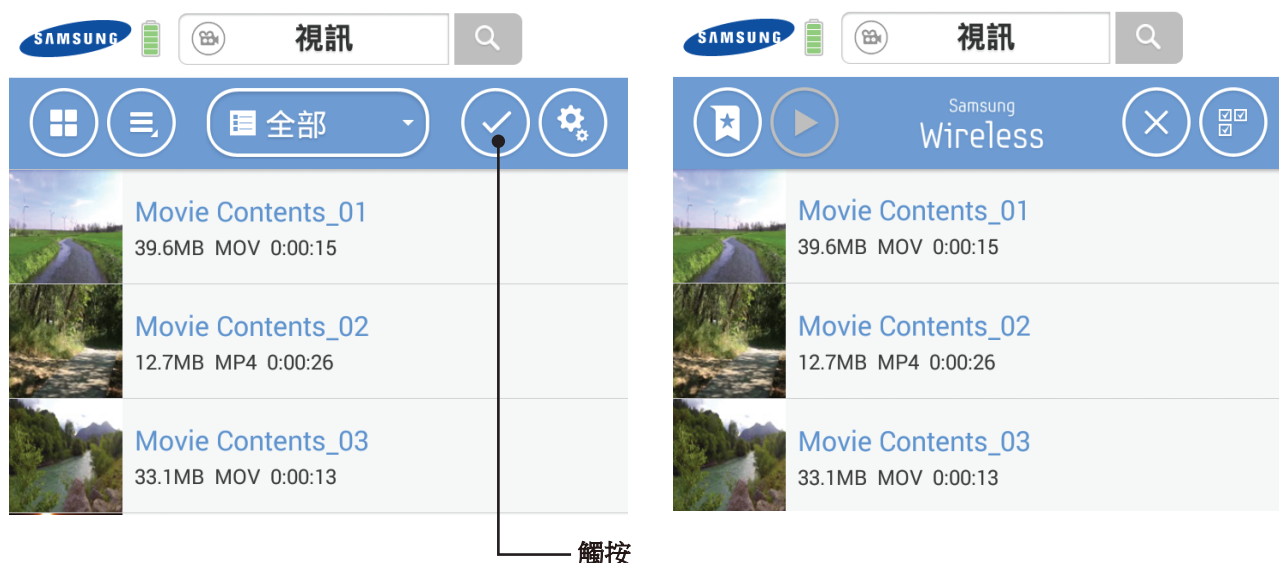 SAMSUNG
視訊
全部
Movie Contents_01
39.6MB MOV 0:00:15
Movie Contents_02
12.7MB MP4 0:00:26
Movie Contents_03
33.1MB MOV 0:00:13
觸按
SAMSUNG
視訊
Samsung
Wireless
Movie Contents_01
39.6MB MOV 0:00:15
Movie Contents_02
12.7MB MP4 0:00:26
Movie Contents_03
33.1MB MOV 0:00:13